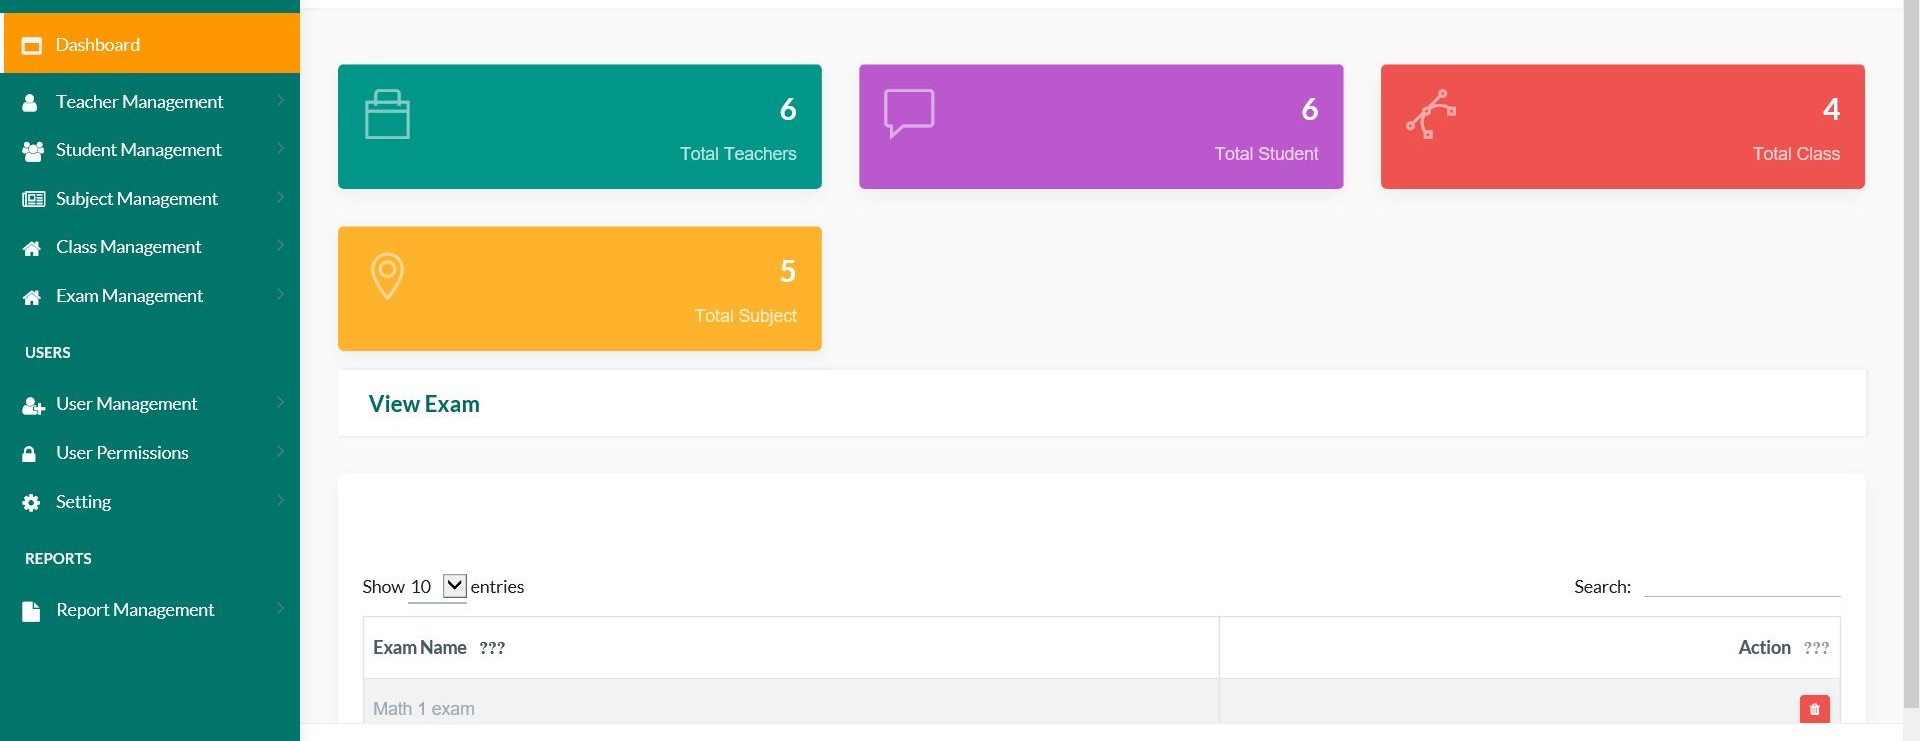 Dashboard
Teacher Management
Student Management
Subject Management
Class Management
Exam Management
USERS
User Management
User Permissions
Setting
REPORTS
Report Management
6
Total Teachers
6
Total Student
4
Total Class
5
Total Subject
View Exam
Show 10 entries
Search:
Exam Name ???
Action ???
Math 1 exam